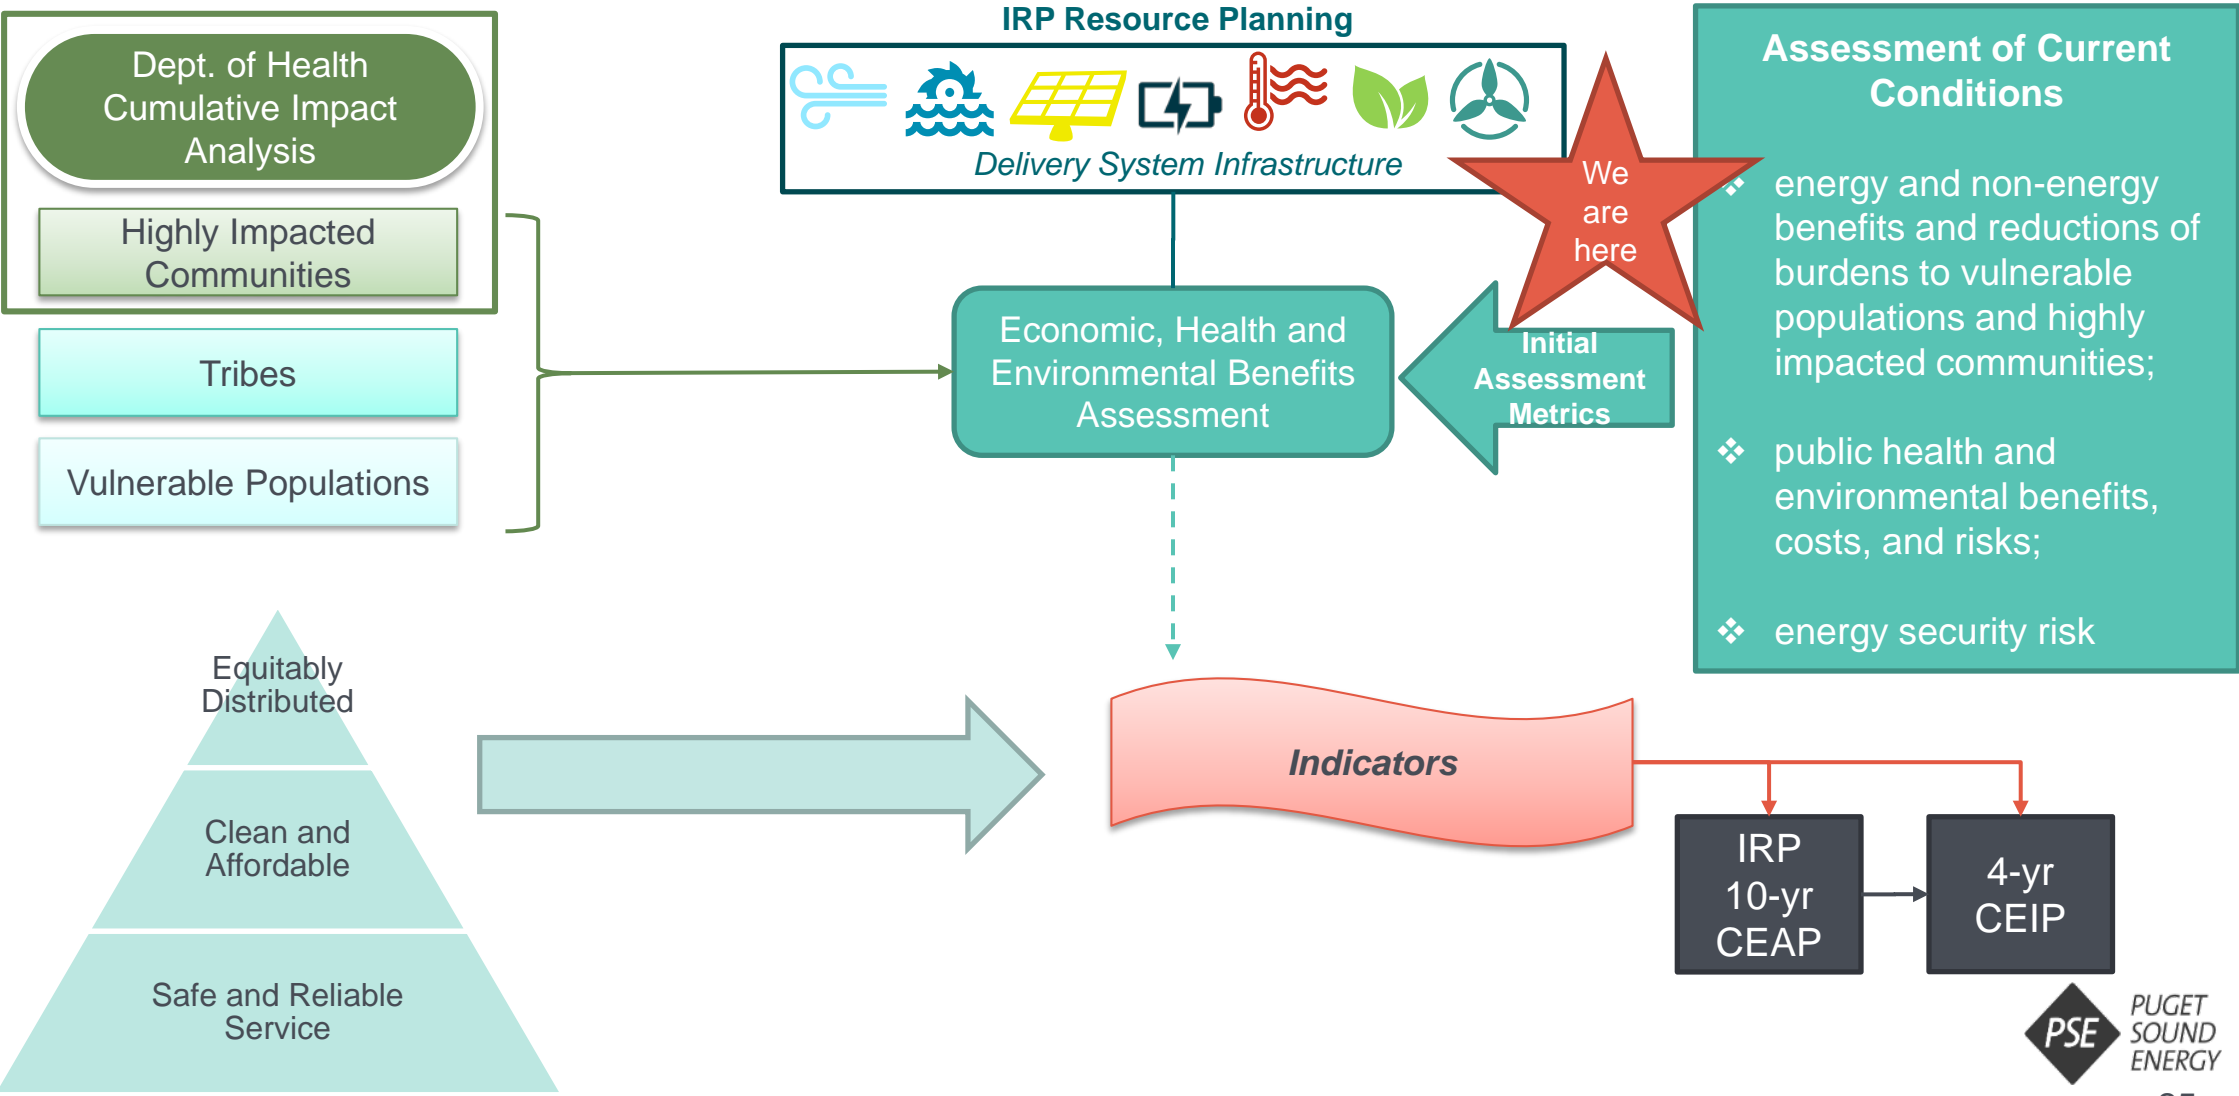 IRP Resource Planning
Dept. of Health
Cumulative Impact
Analysis
Highly Impacted
Communities
Tribes
Vulnerable Populations
Delivery System Infrastructure
We
are
here
Assessment of Current
Conditions
❖ energy and non-energy
benefits and reductions of
burdens to vulnerable
populations and highly
impacted communities;
❖ public health and
environmental benefits,
costs, and risks;
❖ energy security risk
Economic, Health and
Environmental Benefits
Assessment
Initial
Assessment
Metrics
Equitably
Distributed
Clean and
Affordable
Safe and Reliable
Service
Indicators
IRP
10-yr
CEAP
4-yr
CEIP
PSE
PUGET
SOUND
ENERGY